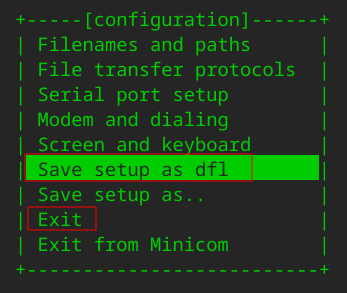 +-----[configuration]------+
| Filenames and paths |
| File transfer protocols |
| Serial port setup |
| Modem and dialing |
| Screen and keyboard |
| Save setup as dfl |
| Save setup as.. |
| Exit |
| Exit from Minicom |
+--------------------------+